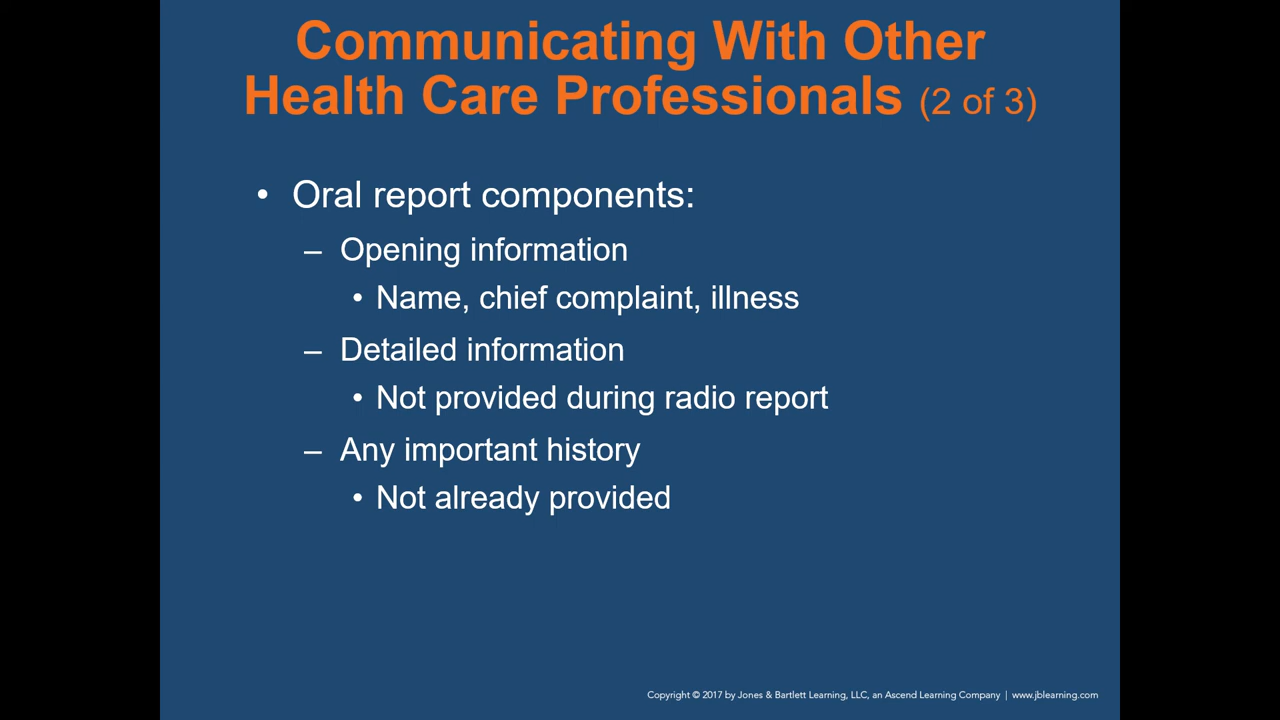 Communicating With Other
Health Care Professionals (2 of 3)
• Oral report components:
– Opening information
• Name, chief complaint, illness
– Detailed information
• Not provided during radio report
– Any important history
• Not already provided
Copyright © 2017 by Jones & Bartlett Learning, LLC, an Ascend Learning Company | www.jblearning.com